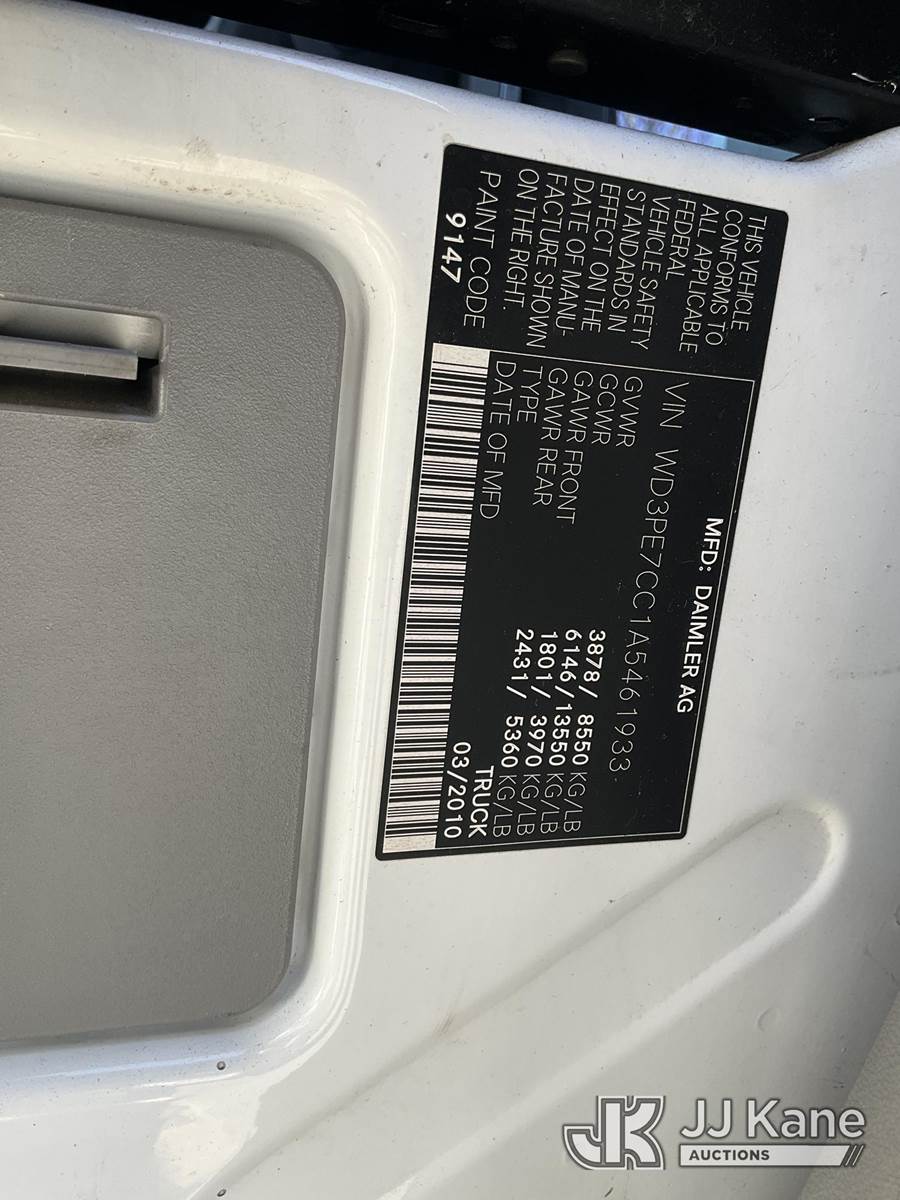 THIS VEHICLE
CONFORMS TO
ALL APPLICABLE
FEDERAL
VEHICLE SAFETY
STANDARDS IN
EFFECT ON THE
DATE OF MANU-
FACTURE SHOWN
ON THE RIGHT.
PAINT CODE
9147
MFD: DAIMLER AG
VIN WD3PE7CC1A5461933
GVWR 3878/ 8550 KG/LB
GCWR 6146/13550 KG/LB
GAWR FRONT 1801/ 3970 KG/LB
GAWR REAR 2431/ 5360 KG/LB
TYPE TRUCK
DATE OF MFD 03/2010
JK JJ Kane
AUCTIONS